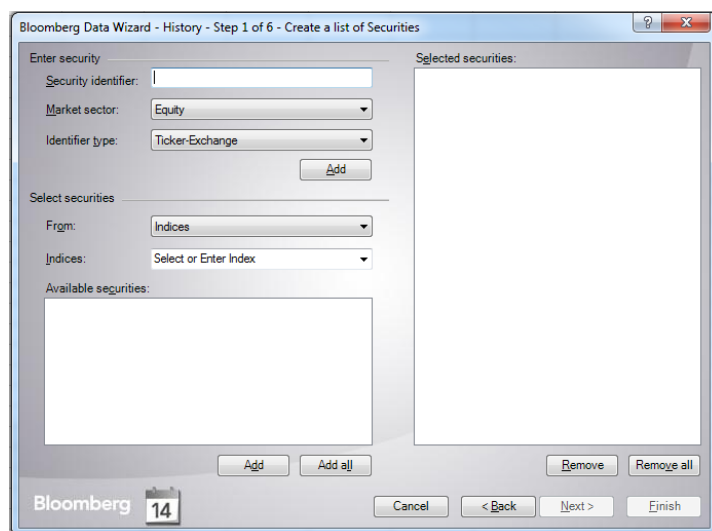 Bloomberg Data Wizard - History - Step 1 of 6 - Create a list of Securities
Enter security
Security identifier:
Market sector: Equity
Identifier type: Ticker-Exchange
Add
Select securities
From: Indices
Indices: Select or Enter Index
Available securities:
Add Add all
Selected securities:
Remove Remove all
Bloomberg 14 Cancel < Back Next > Finish